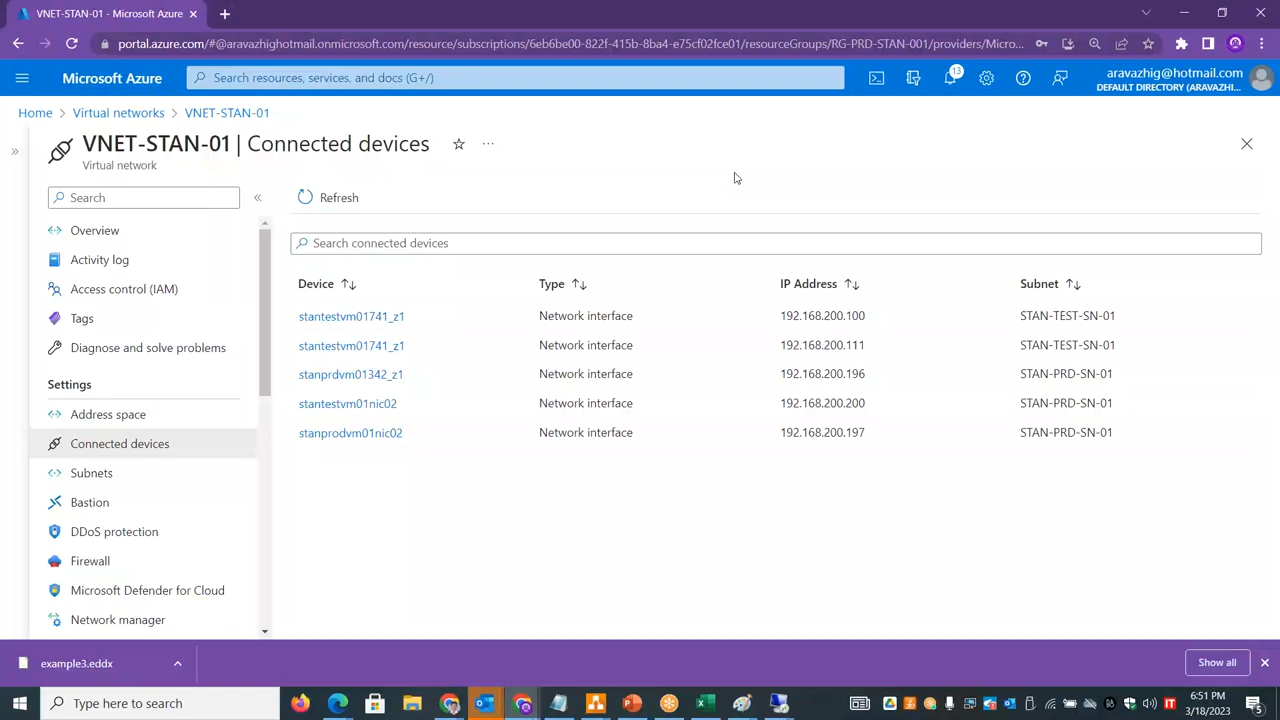 VNET-STAN-01 - Microsoft Azure
portal.azure.com/#@aravazhighotmail.onmicrosoft.com/resource/subscriptions/6eb6be00-822f-415b-8ba4-e75cf02fce01/resourceGroups/RG-PRD-STAN-001/providers/Micro...
Microsoft Azure
Search resources, services, and docs (G+/)
13
aravazhig@hotmail.com
DEFAULT DIRECTORY (ARAVAZHI...
Home > Virtual networks > VNET-STAN-01
VNET-STAN-01 | Connected devices
Virtual network
Search
Refresh
Overview
Activity log
Access control (IAM)
Tags
Diagnose and solve problems
Settings
Address space
Connected devices
Subnets
Bastion
DDoS protection
Firewall
Microsoft Defender for Cloud
Network manager
Search connected devices
Device Type IP Address Subnet
stantestvm01741_z1 Network interface 192.168.200.100 STAN-TEST-SN-01
stantestvm01741_z1 Network interface 192.168.200.111 STAN-TEST-SN-01
stanprdvm01342_z1 Network interface 192.168.200.196 STAN-PRD-SN-01
stantestvm01nic02 Network interface 192.168.200.200 STAN-PRD-SN-01
stanprodvm01nic02 Network interface 192.168.200.197 STAN-PRD-SN-01
example3.eddx
Show all
Type here to search
6:51 PM
3/18/2023
5